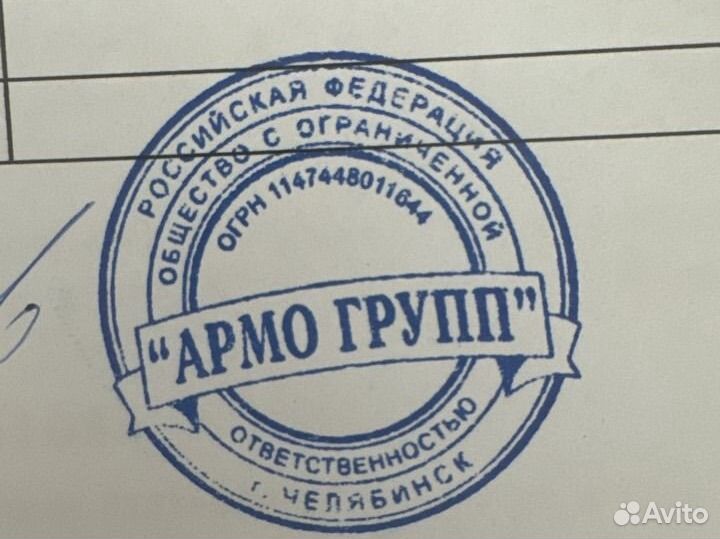 РОССИЙСКАЯ ФЕДЕРАЦИЯ
ОБЩЕСТВО С ОГРАНИЧЕННОЙ
ОГРН 1147448011644
"АРМО ГРУПП"
ОТВЕТСТВЕННОСТЬЮ
г. ЧЕЛЯБИНСК
Avito